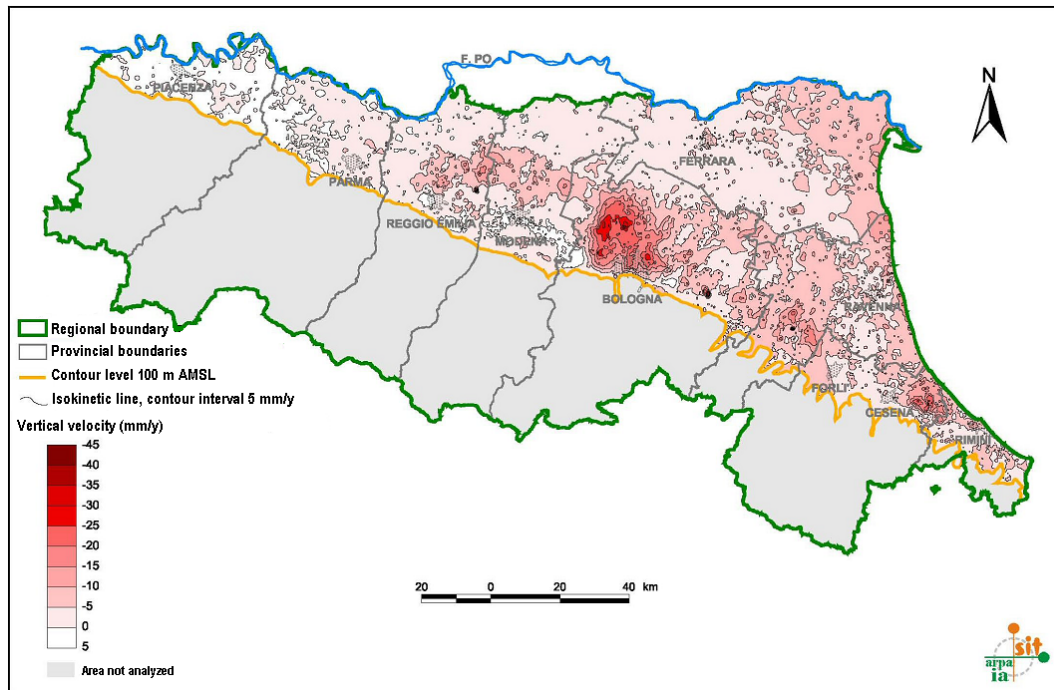 F. PO
N
PIACENZA
FERRARA
PARMA
REGGIO EMILIA
MODENA
BOLOGNA
RAVENNA
FORLI'
CESENA
RIMINI
Regional boundary
Provincial boundaries
Contour level 100 m AMSL
Isokinetic line, contour interval 5 mm/y
Vertical velocity (mm/y)
-45
-40
-35
-30
-25
-20
-15
-10
-5
0
5
Area not analyzed
20 0 20 40 km
sit
arpa
ia